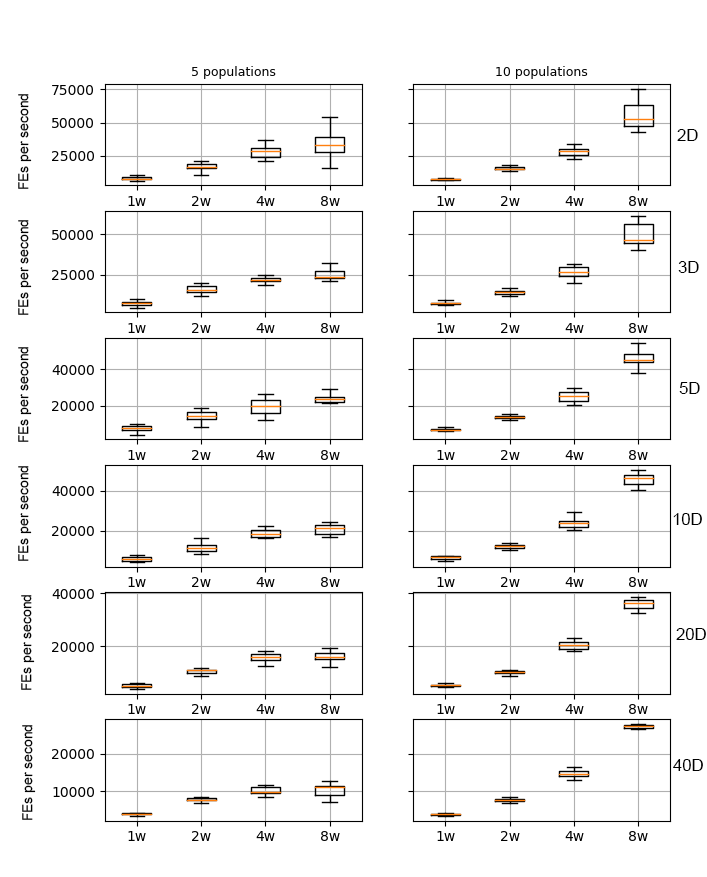 5 populations 10 populations
FEs per second 75000 50000 25000 2D
1w 2w 4w 8w 1w 2w 4w 8w
FEs per second 50000 25000 3D
1w 2w 4w 8w 1w 2w 4w 8w
FEs per second 40000 20000 5D
1w 2w 4w 8w 1w 2w 4w 8w
FEs per second 40000 20000 10D
1w 2w 4w 8w 1w 2w 4w 8w
FEs per second 40000 20000 20D
1w 2w 4w 8w 1w 2w 4w 8w
FEs per second 20000 10000 40D
1w 2w 4w 8w 1w 2w 4w 8w